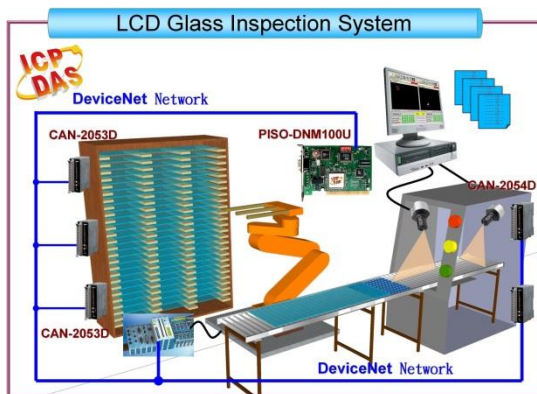 LCD Glass Inspection System
ICP
DAS
DeviceNet Network
CAN-2053D
PISO-DNM100U
CAN-2054D
CAN-2053D
DeviceNet Network